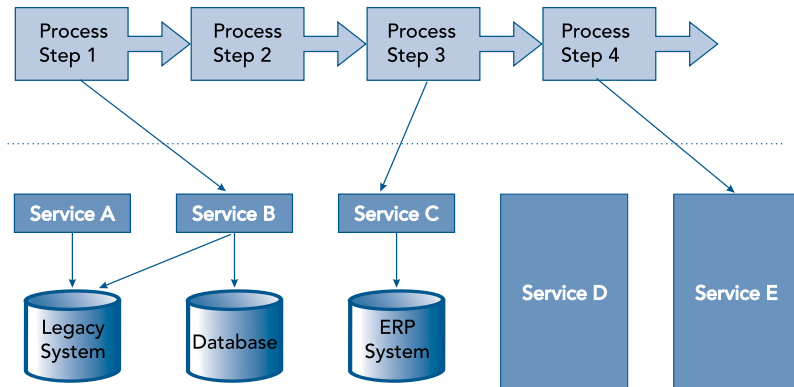 Process
Step 1
Process
Step 2
Process
Step 3
Process
Step 4
Service A
Service B
Service C
Service D
Service E
Legacy
System
Database
ERP
System